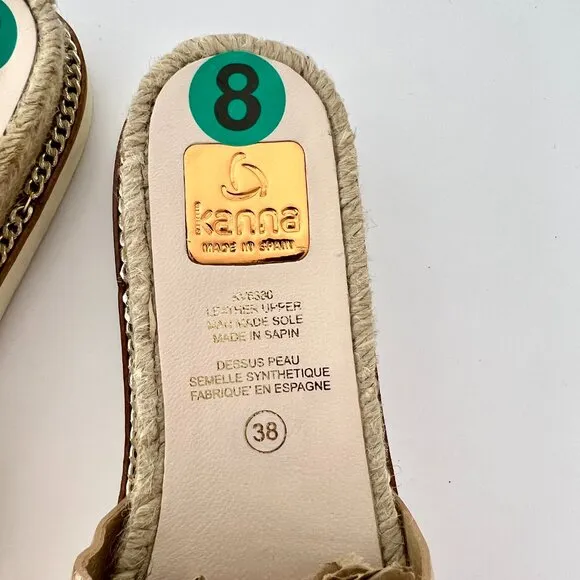 8
kanna
MADE IN SPAIN
KV8380
LEATHER UPPER
MAN MADE SOLE
MADE IN SAPIN
DESSUS PEAU
SEMELLE SYNTHETIQUE
FABRIQUE' EN ESPAGNE
38